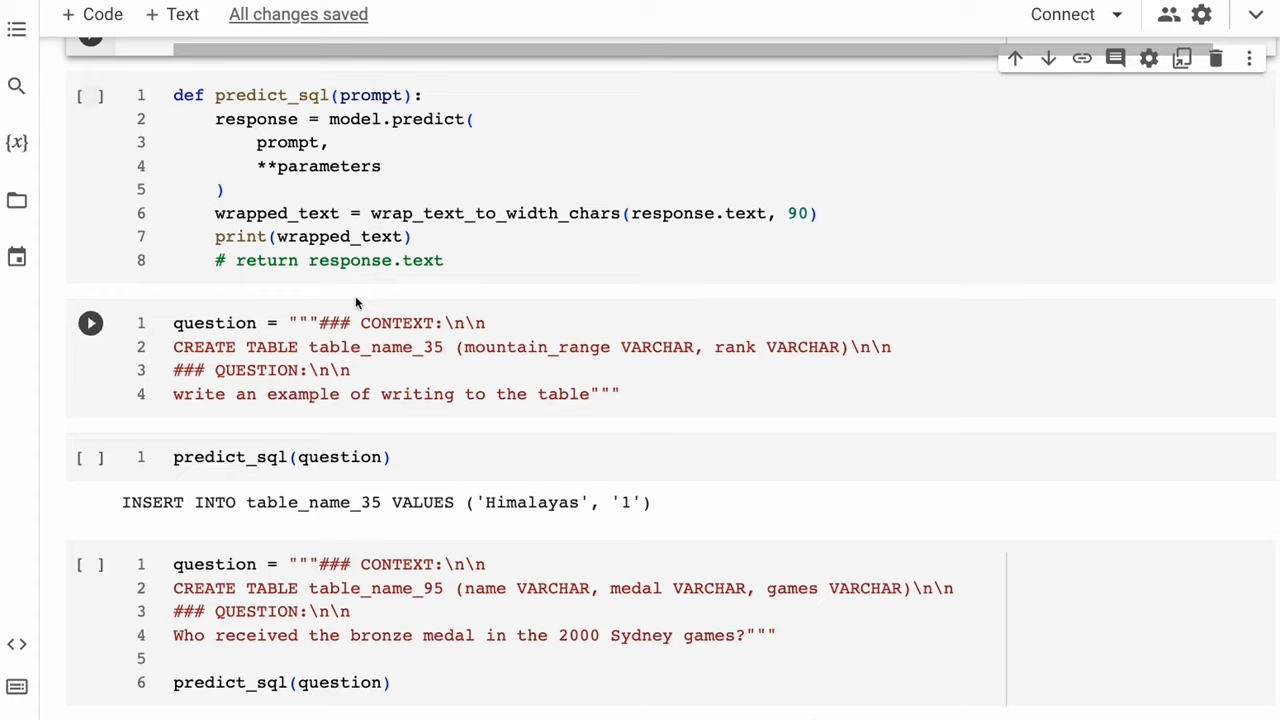 + Code + Text All changes saved Connect
[ ] 1 def predict_sql(prompt):
2 response = model.predict(
3 prompt,
4 **parameters
5 )
6 wrapped_text = wrap_text_to_width_chars(response.text, 90)
7 print(wrapped_text)
8 # return response.text
1 question = """### CONTEXT:\n\n
2 CREATE TABLE table_name_35 (mountain_range VARCHAR, rank VARCHAR)\n\n
3 ### QUESTION:\n\n
4 write an example of writing to the table"""
[ ] 1 predict_sql(question)
INSERT INTO table_name_35 VALUES ('Himalayas', '1')
[ ] 1 question = """### CONTEXT:\n\n
2 CREATE TABLE table_name_95 (name VARCHAR, medal VARCHAR, games VARCHAR)\n\n
3 ### QUESTION:\n\n
4 Who received the bronze medal in the 2000 Sydney games?"""
5
6 predict_sql(question)